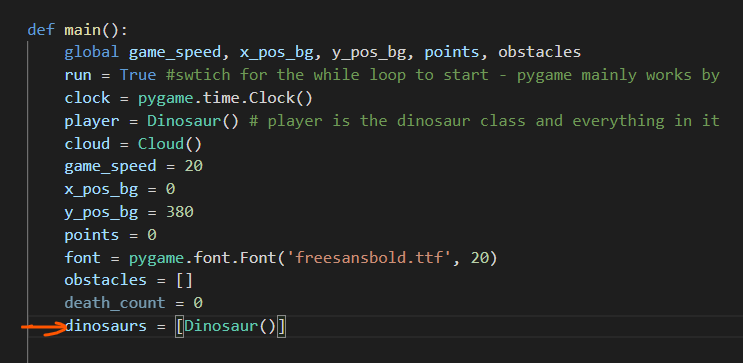 def main():
    global game_speed, x_pos_bg, y_pos_bg, points, obstacles
    run = True #swtich for the while loop to start - pygame mainly works by
    clock = pygame.time.Clock()
    player = Dinosaur() # player is the dinosaur class and everything in it
    cloud = Cloud()
    game_speed = 20
    x_pos_bg = 0
    y_pos_bg = 380
    points = 0
    font = pygame.font.Font('freesansbold.ttf', 20)
    obstacles = []
    death_count = 0
    dinosaurs = [Dinosaur()]